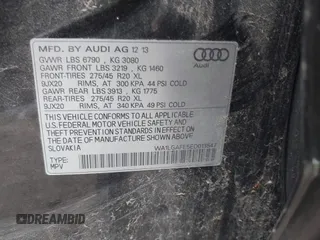 MFD. BY AUDI AG 12 13
GVWR LBS 6790 , KG 3080
GAWR FRONT LBS 3219 , KG 1460
FRONT-TIRES 275/45 R20 XL
9JX20 RIMS, AT 300 KPA 44 PSI COLD
GAWR REAR LBS 3913 , KG 1775
REAR-TIRES 275/45 R20 XL
9JX20 RIMS, AT 340 KPA 49 PSI COLD
Audi
THIS VEHICLE CONFORMS TO ALL APPLICABLE
U.S. FEDERAL MOTOR VEHICLE SAFETY AND
THEFT PREVENTION STANDARDS IN EFFECT ON
THE DATE OF MANUFACTURE SHOWN ABOVE
SLOVAKIA
TYPE:
MPV
BIDFAX